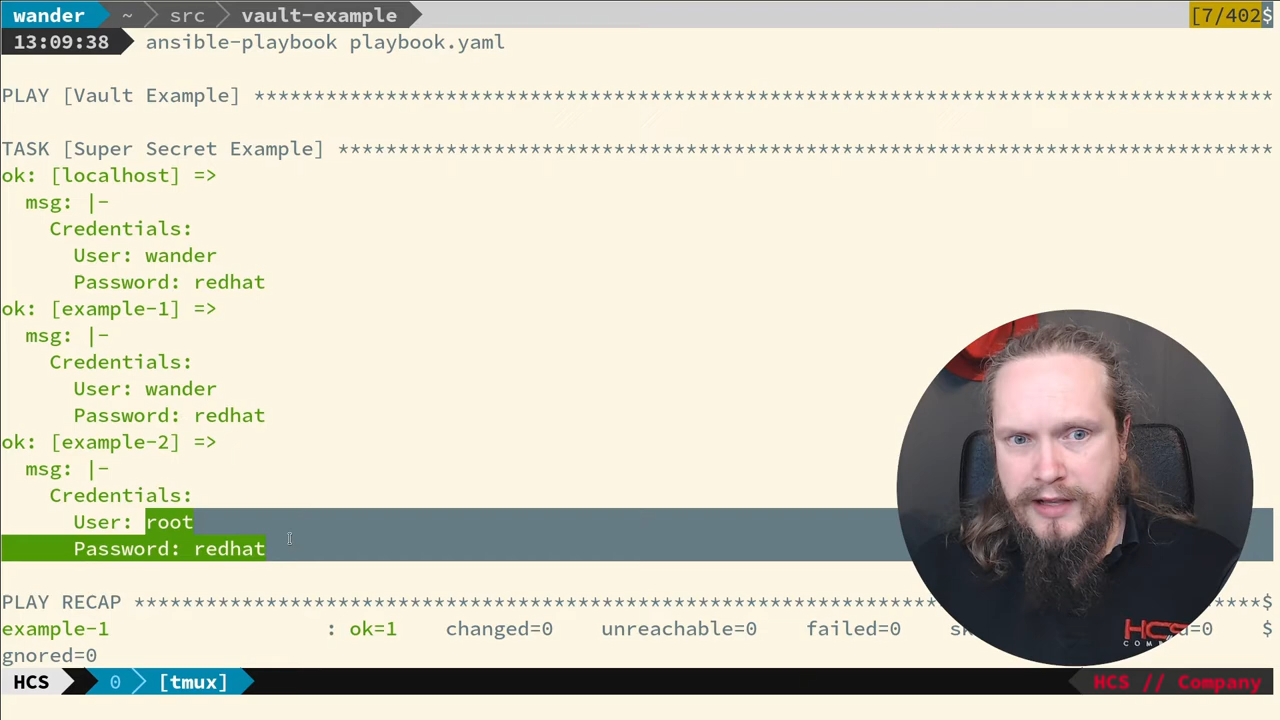 wander ~ src vault-example [7/402$
13:09:38 ansible-playbook playbook.yaml
PLAY [Vault Example] *************************************************************************************
TASK [Super Secret Example] ******************************************************************************
ok: [localhost] =>
msg: |-
Credentials:
User: wander
Password: redhat
ok: [example-1] =>
msg: |-
Credentials:
User: wander
Password: redhat
ok: [example-2] =>
msg: |-
Credentials:
User: root
Password: redhat
PLAY RECAP ***********************************************************************************************$
example-1 : ok=1 changed=0 unreachable=0 failed=0 =0 $
gnored=0
HCS
HCS 0 [tmux] HCS // Company